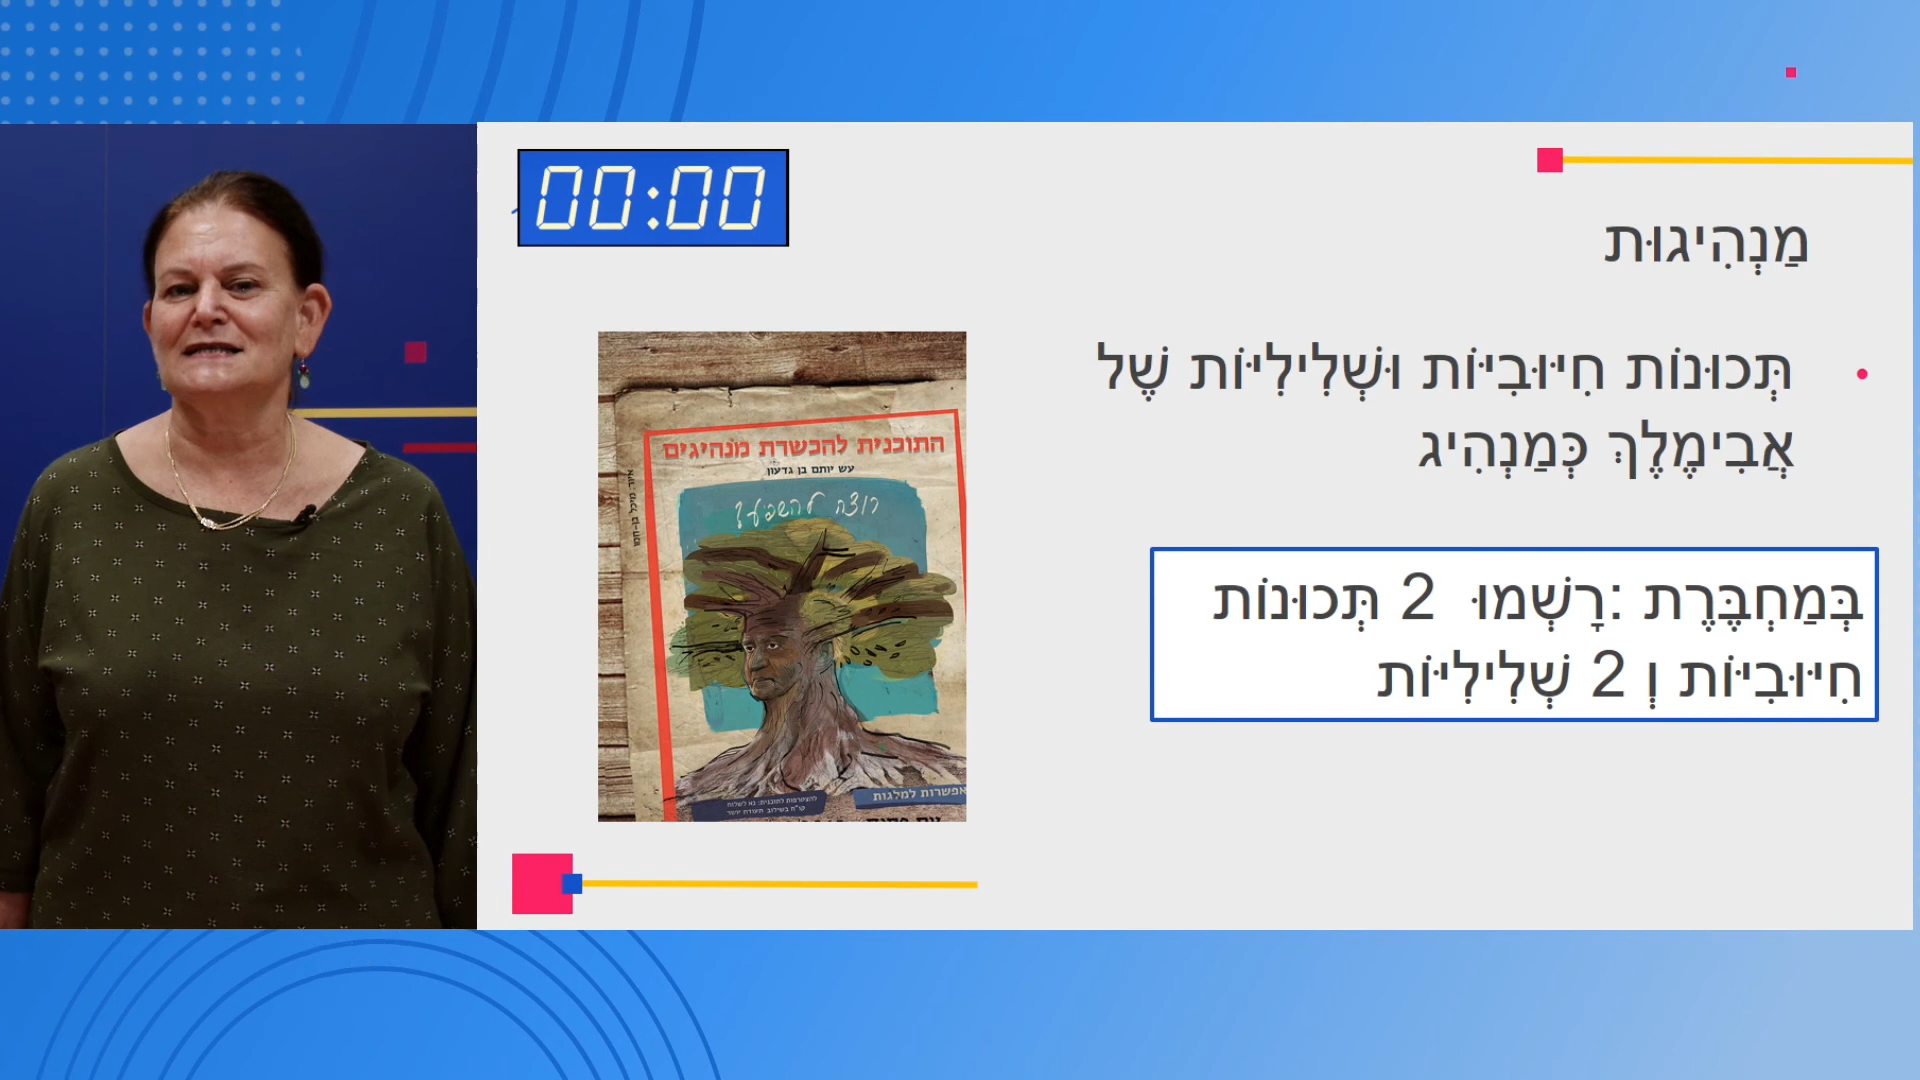 00:00
מַנְהִיגוּת
תְּכוּנוֹת חִיּוּבִיּוֹת וּשְׁלִילִיּוֹת שֶׁל
אֲבִימֶלֶךְ כְּמַנְהִיג
בְּמַחְבֶּרֶת :רָשְׁמוּ 2 תְּכוּנוֹת
חִיּוּבִיּוֹת וְ 2 שְׁלִילִיּוֹת
התוכנית להכשרת מנהיגים
עש יותם בן גדעון
רוצה להשפיע?
אפשרות למלגות